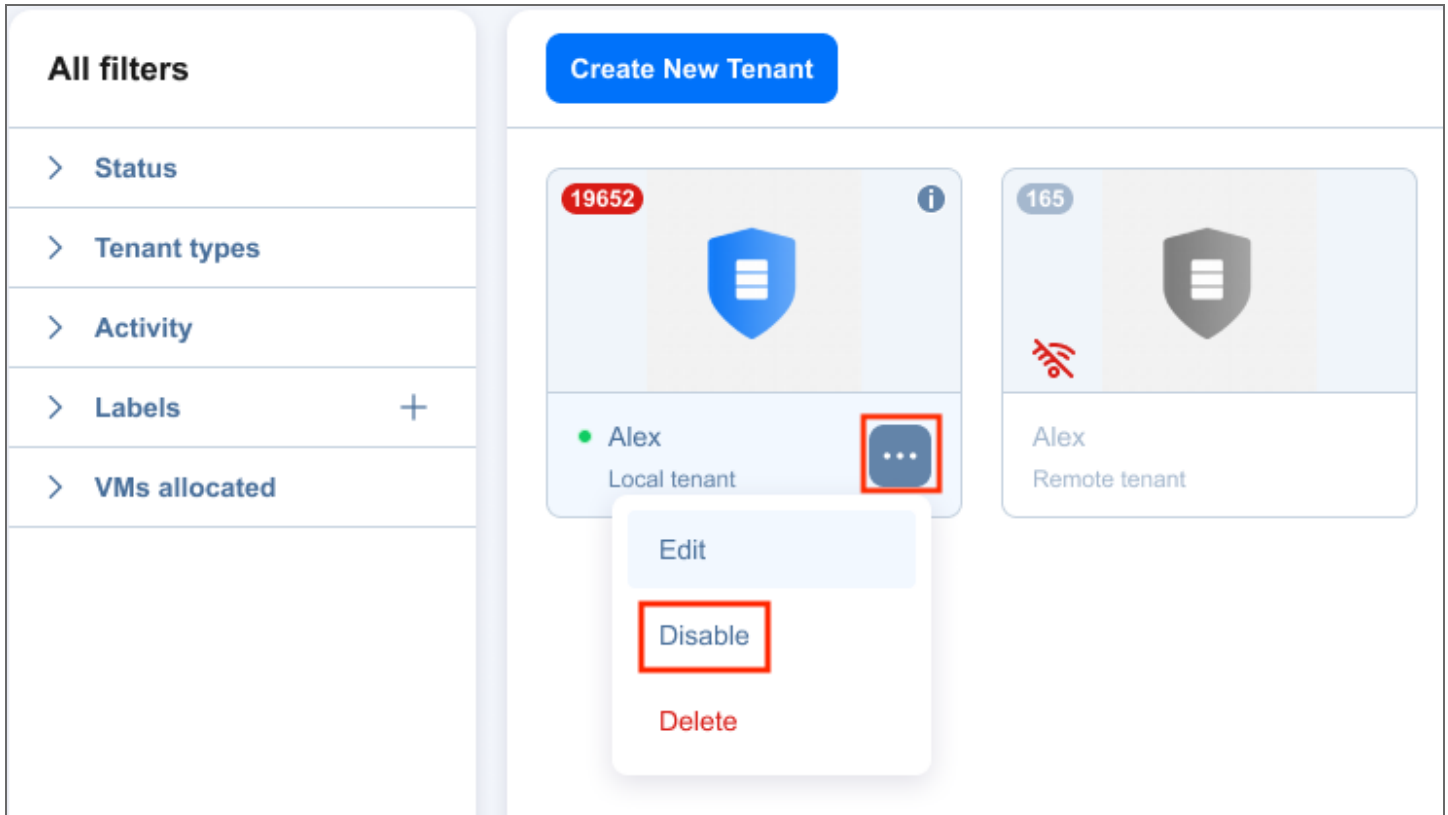 All filters
Status
Tenant types
Activity
Labels
VMs allocated
Create New Tenant
19652
Alex
Local tenant
Edit
Disable
Delete
165
Alex
Remote tenant